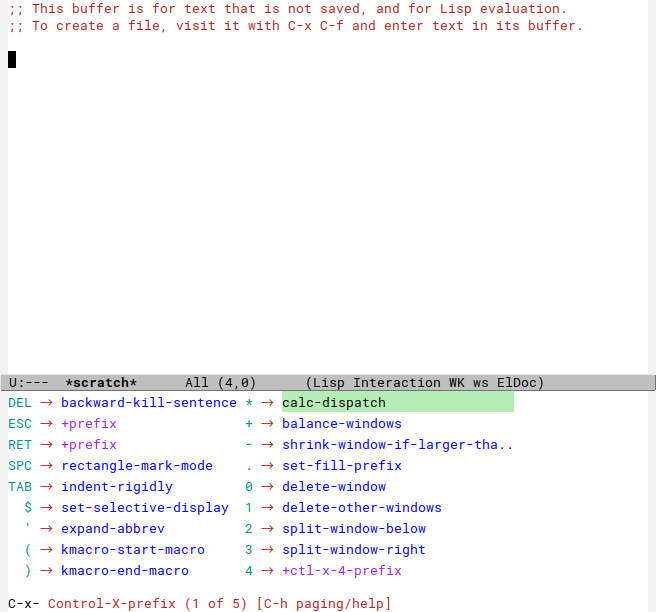 ;; This buffer is for text that is not saved, and for Lisp evaluation.
;; To create a file, visit it with C-x C-f and enter text in its buffer.
U:--- *scratch* All (4,0) (Lisp Interaction WK ws ElDoc)
DEL → backward-kill-sentence * → calc-dispatch
ESC → +prefix + → balance-windows
RET → +prefix - → shrink-window-if-larger-tha..
SPC → rectangle-mark-mode . → set-fill-prefix
TAB → indent-rigidly 0 → delete-window
$ → set-selective-display 1 → delete-other-windows
' → expand-abbrev 2 → split-window-below
( → kmacro-start-macro 3 → split-window-right
) → kmacro-end-macro 4 → +ctl-x-4-prefix
C-x- Control-X-prefix (1 of 5) [C-h paging/help]